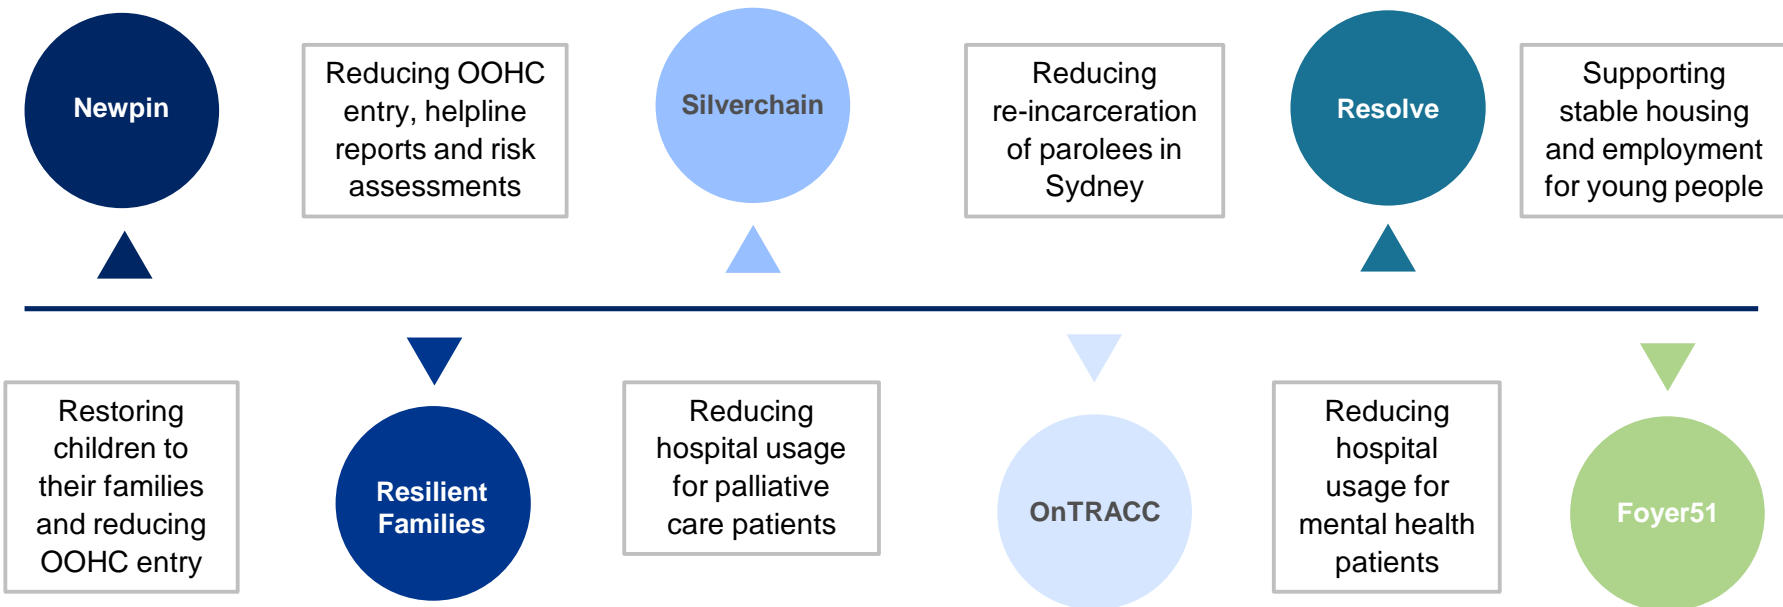 Newpin
Reducing OOHC
entry, helpline
reports and risk
assessments
Silverchain
Reducing
re-incarceration
of parolees in
Sydney
Resolve
Supporting
stable housing
and employment
for young people
Restoring
children to
their families
and reducing
OOHC entry
Resilient
Families
Reducing
hospital usage
for palliative
care patients
OnTRACC
Reducing
hospital
usage for
mental health
patients
Foyer51